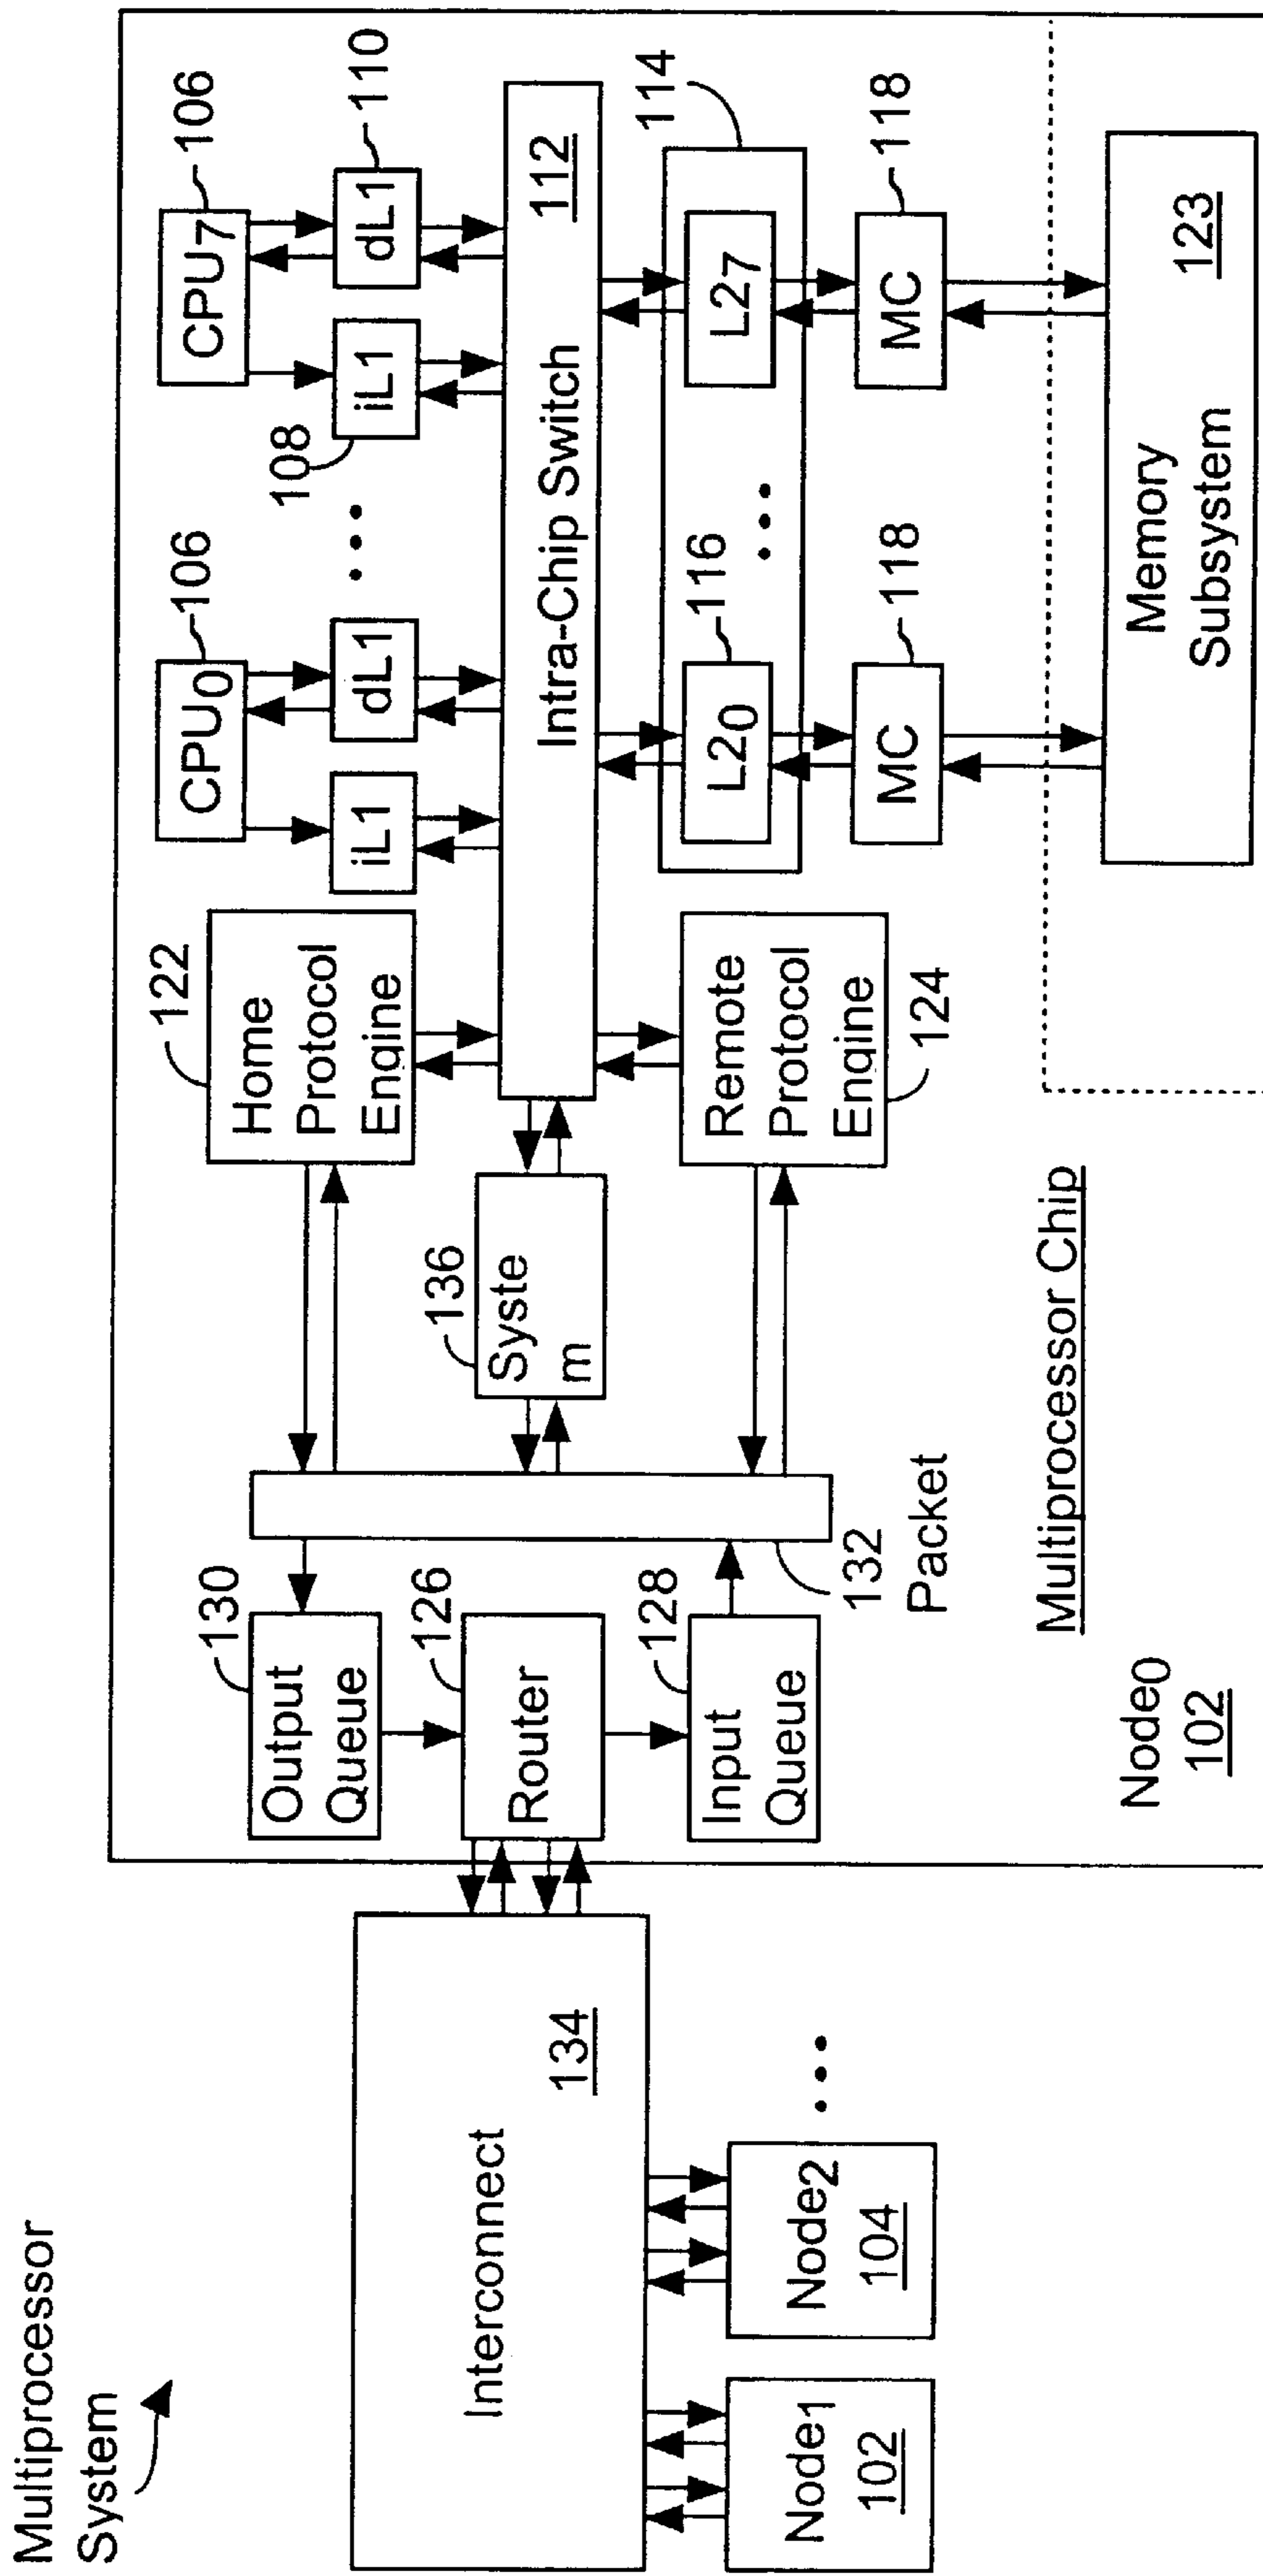 Multiprocessor
System
Interconnect
134
Node1
102
Node2
104
...
Output
Queue
130
Router
126
Input
Queue
128
132
Packet
Home
Protocol
Engine
122
Syste
m
136
Remote
Protocol
Engine
124
CPU0
106
iL1
dL1
...
CPU7
106
iL1
108
dL1
110
Intra-Chip Switch
112
114
L20
116
...
L27
MC
118
MC
118
Memory
Subsystem
123
Multiprocessor Chip
Node0
102